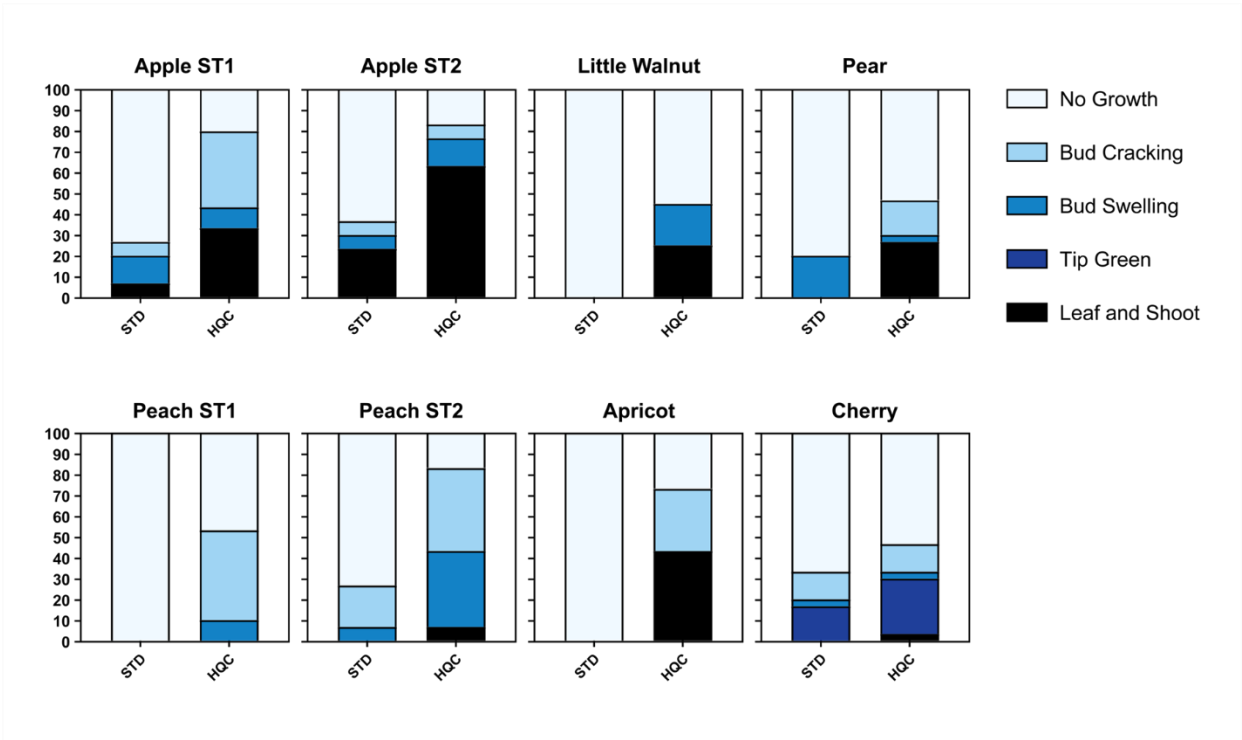 Apple ST1 Apple ST2 Little Walnut Pear
100
90
80
70
60
50
40
30
20
10
0
STD HQC STD HQC STD HQC STD HQC
No Growth
Bud Cracking
Bud Swelling
Tip Green
Leaf and Shoot
Peach ST1 Peach ST2 Apricot Cherry
100
90
80
70
60
50
40
30
20
10
0
STD HQC STD HQC STD HQC STD HQC